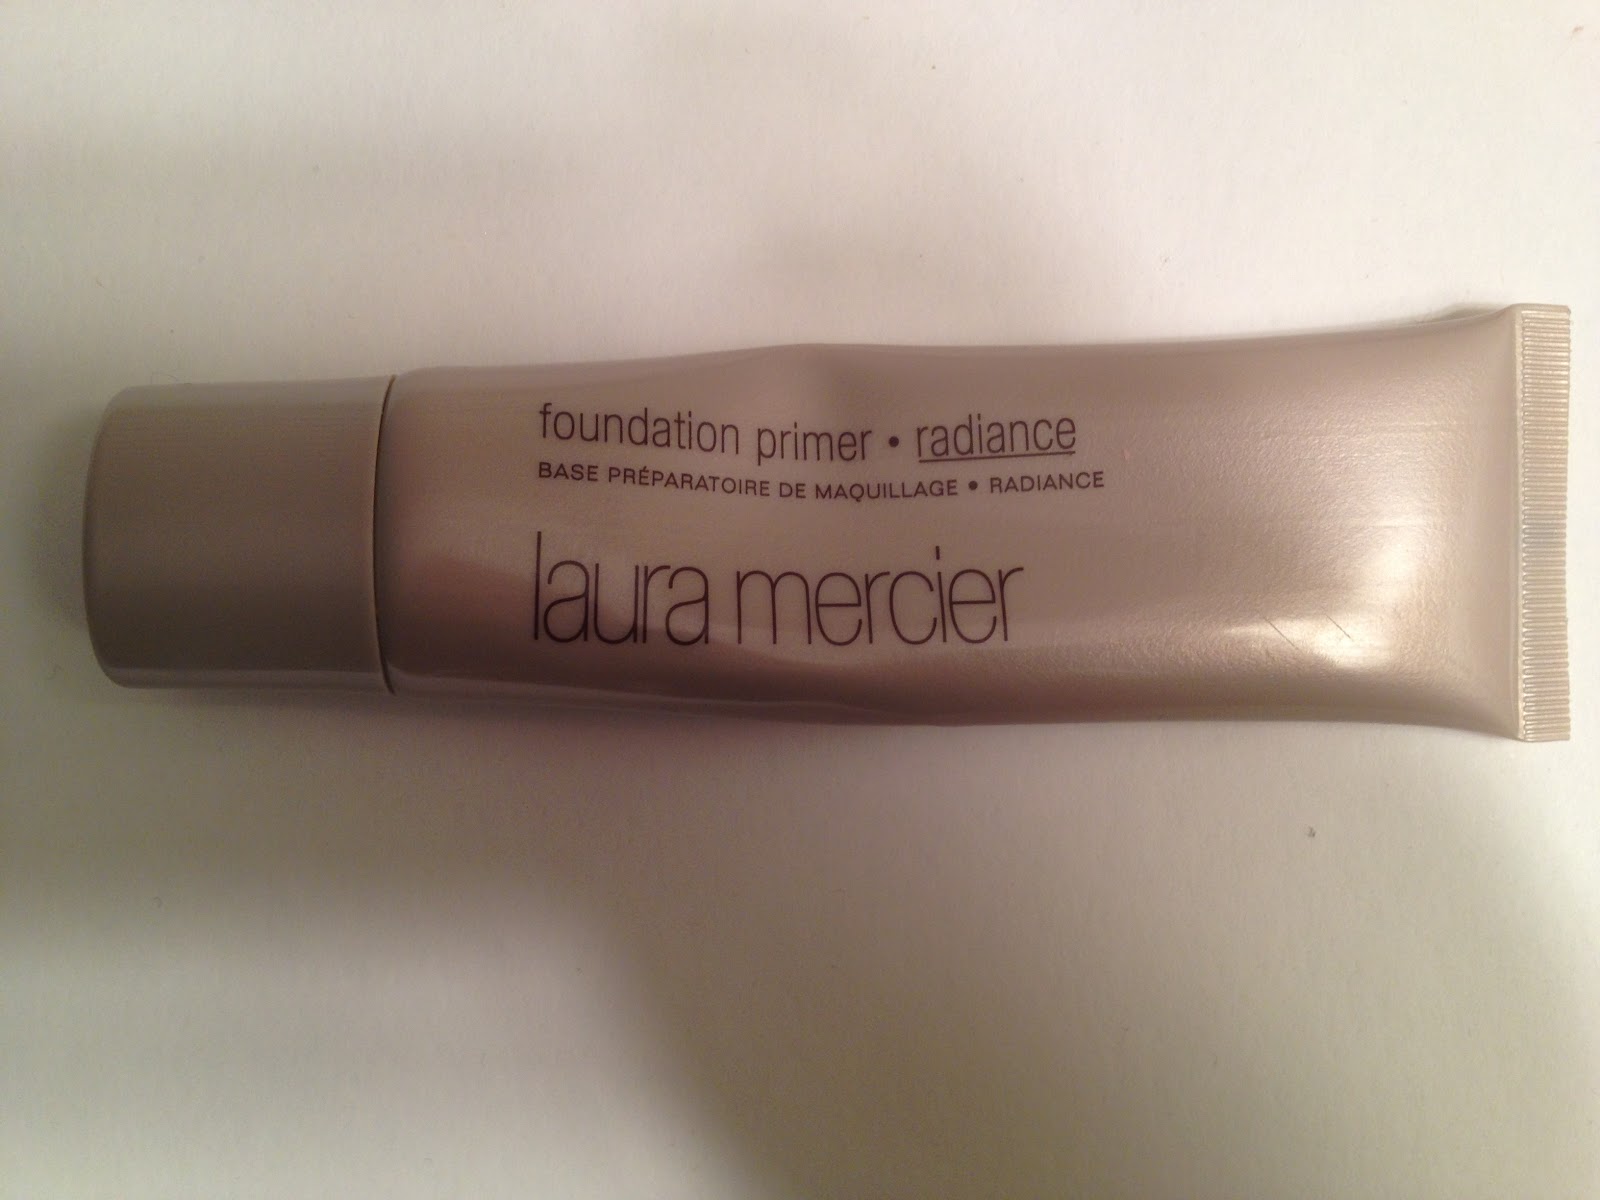 foundation primer • radiance
BASE PRÉPARATOIRE DE MAQUILLAGE • RADIANCE
laura mercier